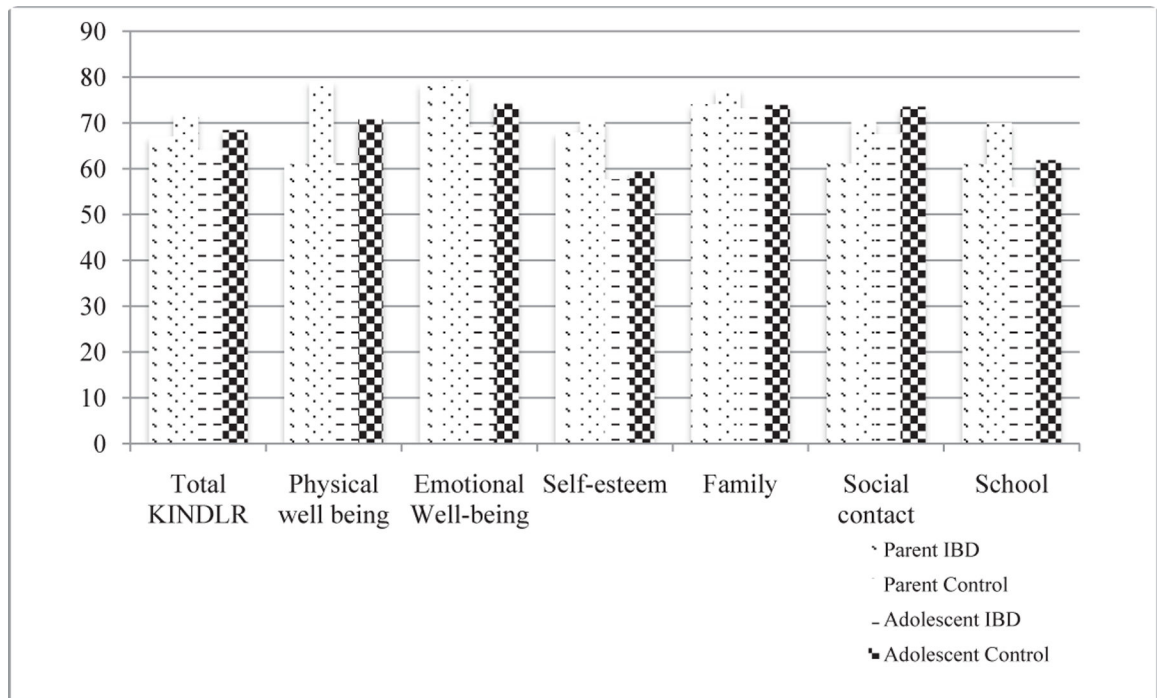 90
80
70
60
50
40
30
20
10
0
Total Physical Emotional Self-esteem Family Social School
KINDLR well being Well-being contact
Parent IBD
Parent Control
Adolescent IBD
Adolescent Control